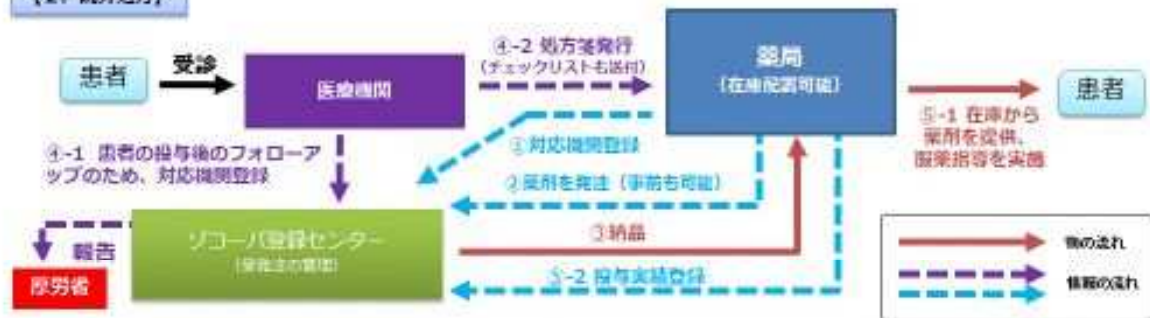 患者
受診
医療機関
④-2 処方箋発行
(チェックリストも送付)
薬局
(在庫配置可能)
患者
⑤-1 在庫から
薬剤を提供、
服薬指導を実施
④-1 患者の投与後のフォローア
ップのため、対応機関登録
①対応機関登録
②薬剤を発注（事前も可能）
③納品
ゾコーバ登録センター
(受発注の管理)
⑤-2 投与実績登録
報告
厚労省
物の流れ
情報の流れ